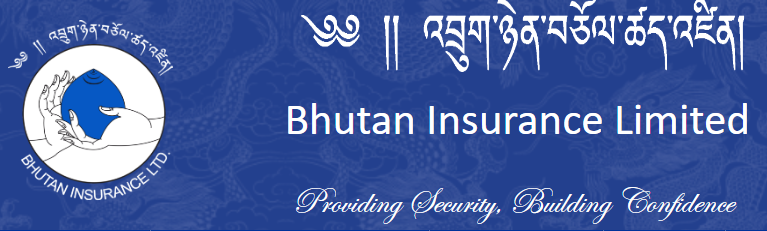 ༄༅ །། འབྲུག་ཉེན་བཅོལ་ཚད་འཛིན།
BHUTAN INSURANCE LTD.
༄༅ །། འབྲུག་ཉེན་བཅོལ་ཚད་འཛིན།
Bhutan Insurance Limited
Providing Security, Building Confidence